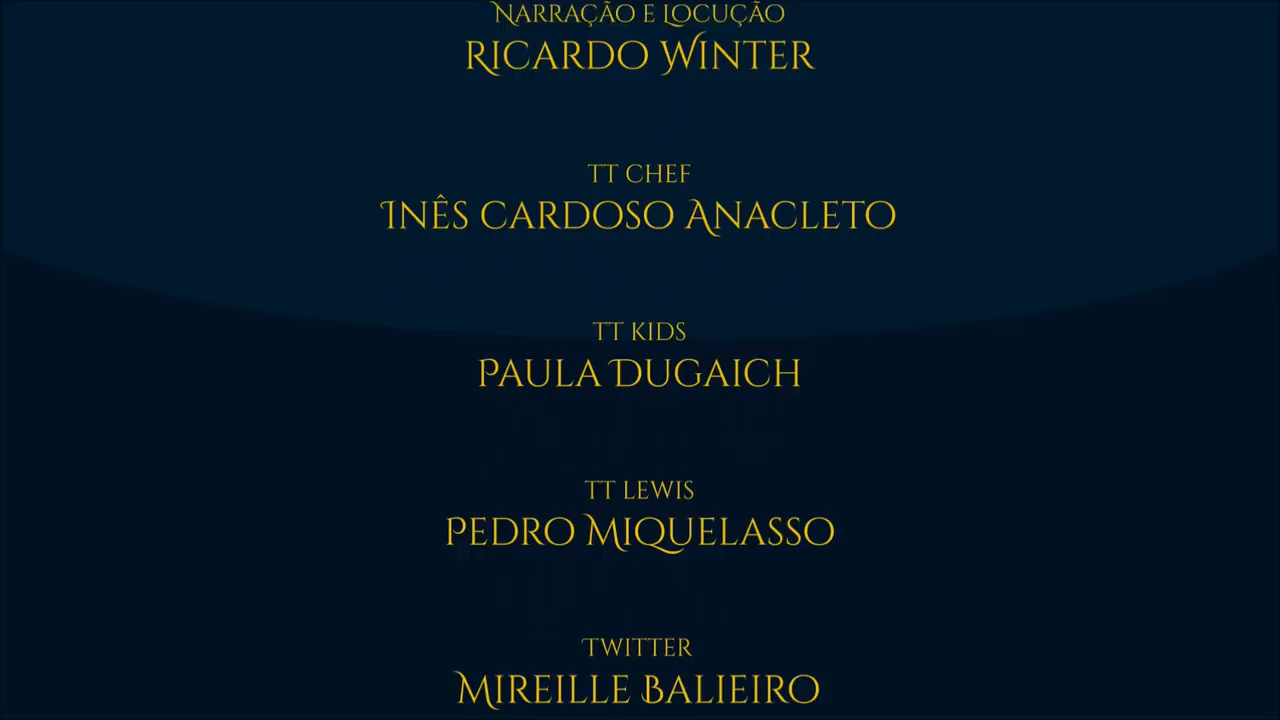 Narração e Locução
Ricardo Winter
TT Chef
Inês Cardoso Anacleto
TT Kids
Paula Dugaich
TT Lewis
Pedro Miquelasso
Twitter
Mireille Balieiro